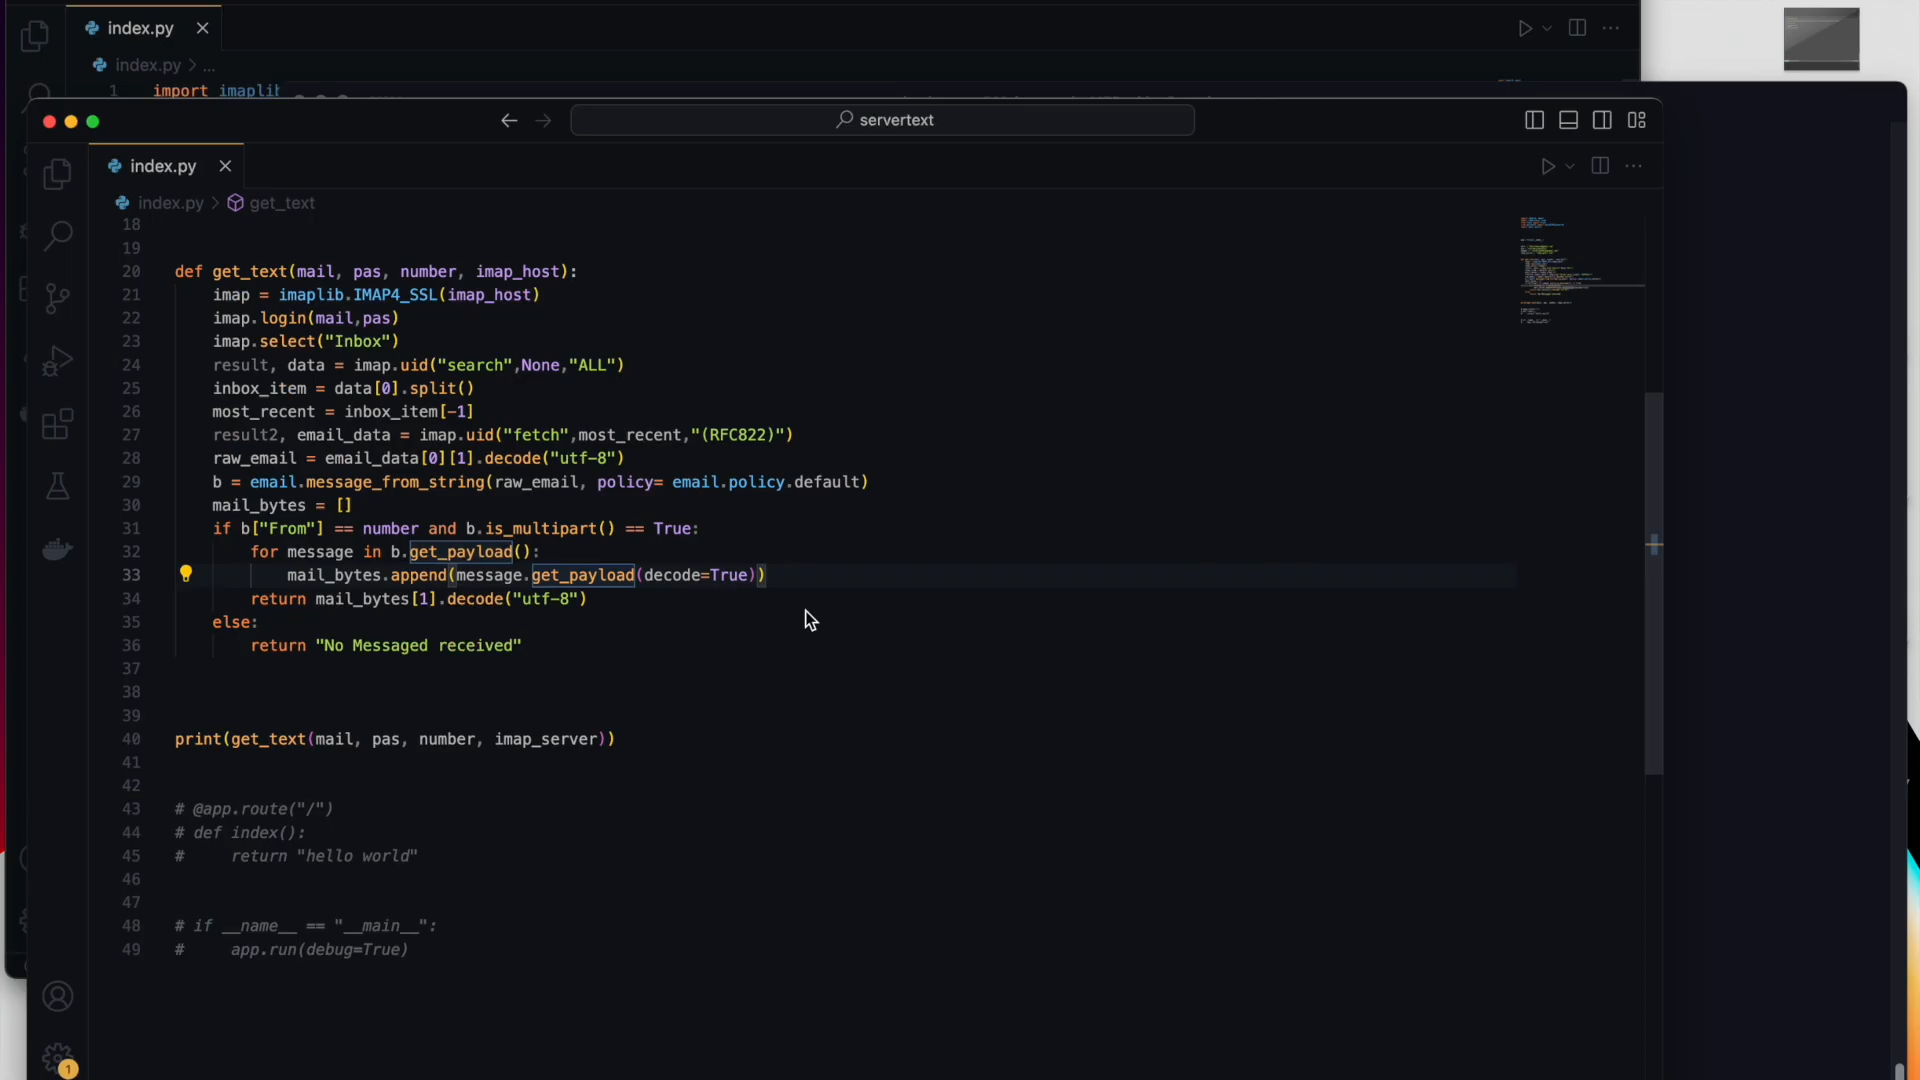 index.py
index.py > ...
1 import imaplib
servertext
index.py
index.py > get_text
18
19
20 def get_text(mail, pas, number, imap_host):
21 imap = imaplib.IMAP4_SSL(imap_host)
22 imap.login(mail,pas)
23 imap.select("Inbox")
24 result, data = imap.uid("search",None,"ALL")
25 inbox_item = data[0].split()
26 most_recent = inbox_item[-1]
27 result2, email_data = imap.uid("fetch",most_recent,"(RFC822)")
28 raw_email = email_data[0][1].decode("utf-8")
29 b = email.message_from_string(raw_email, policy= email.policy.default)
30 mail_bytes = []
31 if b["From"] == number and b.is_multipart() == True:
32 for message in b.get_payload():
33 mail_bytes.append(message.get_payload(decode=True))
34 return mail_bytes[1].decode("utf-8")
35 else:
36 return "No Messaged received"
37
38
39
40 print(get_text(mail, pas, number, imap_server))
41
42
43 # @app.route("/")
44 # def index():
45 # return "hello world"
46
47
48 # if __name__ == "__main__":
49 # app.run(debug=True)
1